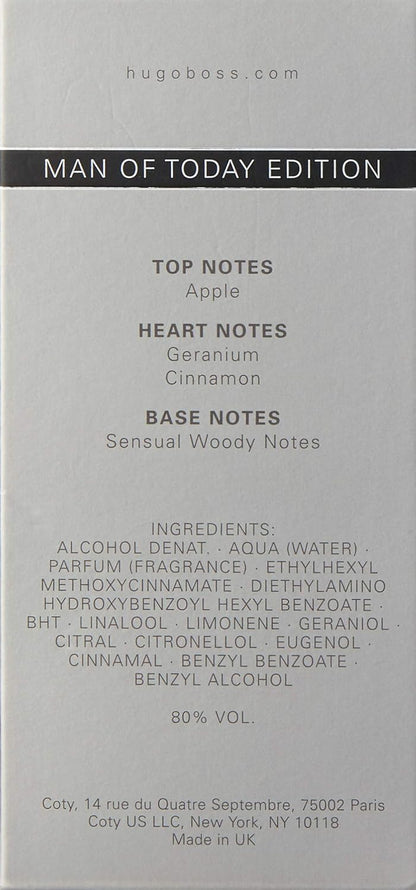 hugoboss.com
MAN OF TODAY EDITION
TOP NOTES
Apple
HEART NOTES
Geranium
Cinnamon
BASE NOTES
Sensual Woody Notes
INGREDIENTS:
ALCOHOL DENAT. · AQUA (WATER) ·
PARFUM (FRAGRANCE) · ETHYLHEXYL
METHOXYCINNAMATE · DIETHYLAMINO
HYDROXYBENZOYL HEXYL BENZOATE ·
BHT · LINALOOL · LIMONENE · GERANIOL ·
CITRAL · CITRONELLOL · EUGENOL ·
CINNAMAL · BENZYL BENZOATE ·
BENZYL ALCOHOL
80% VOL.
Coty, 14 rue du Quatre Septembre, 75002 Paris
Coty US LLC, New York, NY 10118
Made in UK